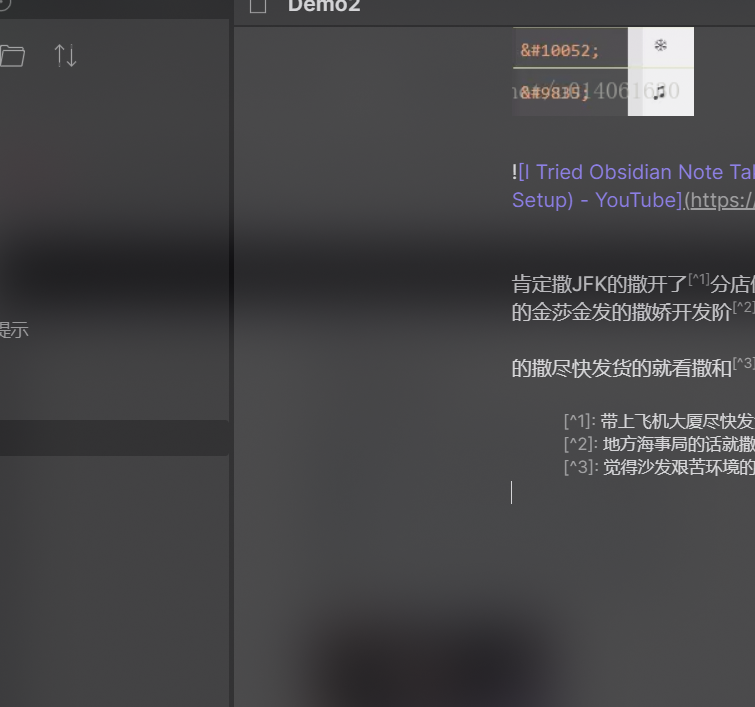 Demo2
&#10052; ❄
&#9835; ♫
![I Tried Obsidian Note Ta
Setup) - YouTube](https:/
肯定撒JFK的撒开了[^1]分店
的金莎金发的撒娇开发阶[^2]
提示
的撒尽快发货的就看撒和[^3]
[^1]: 带上飞机大厦尽快发
[^2]: 地方海事局的话就撒
[^3]: 觉得沙发艰苦环境的